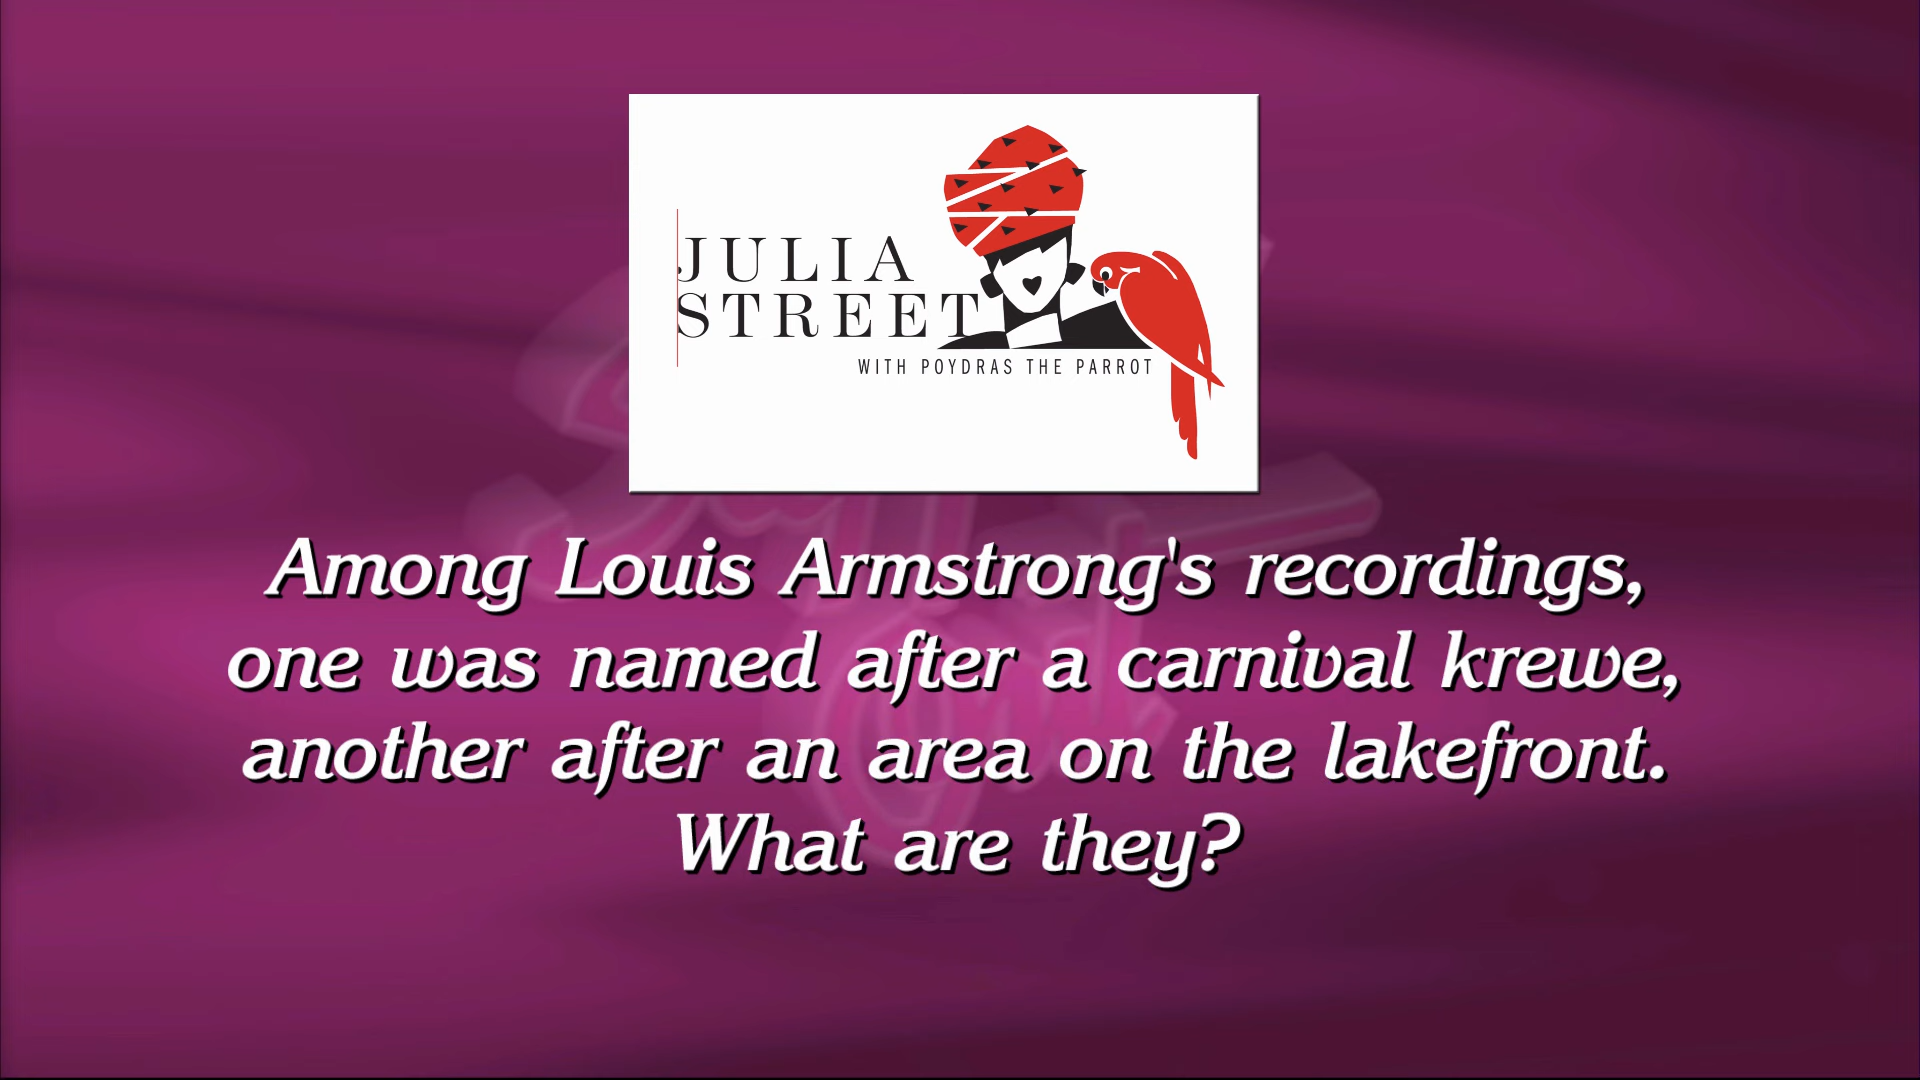 JULIA
STREET
WITH POYDRAS THE PARROT
Among Louis Armstrong's recordings,
one was named after a carnival krewe,
another after an area on the lakefront.
What are they?